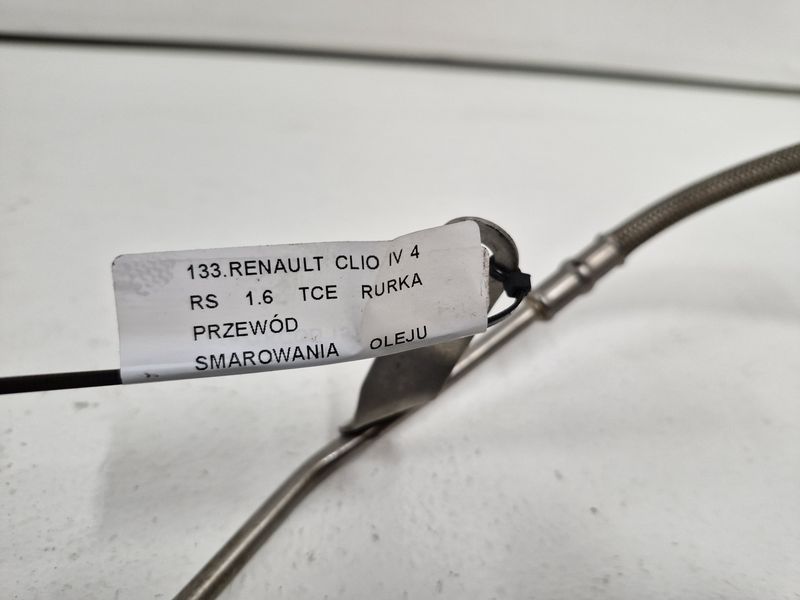 133.RENAULT CLIO IV 4
RS 1.6 TCE RURKA
PRZEWÓD
SMAROWANIA OLEJU